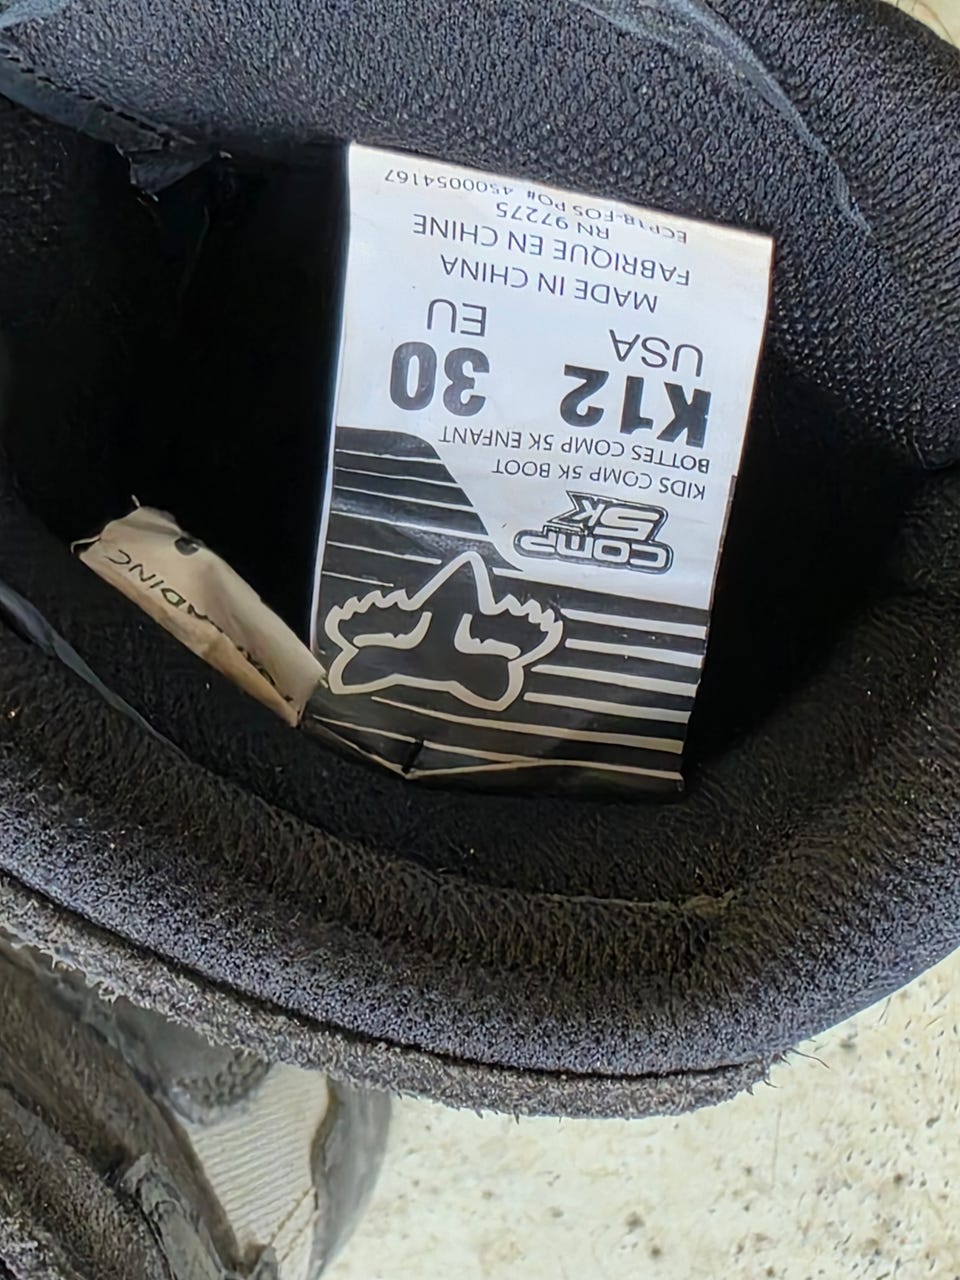 COMP
5K
KIDS COMP 5K BOOT
BOTTES COMP 5K ENFANT
K12 30
USA EU
MADE IN CHINA
FABRIQUE EN CHINE
RN 97275
ECP18-FOS PO# 4500054167